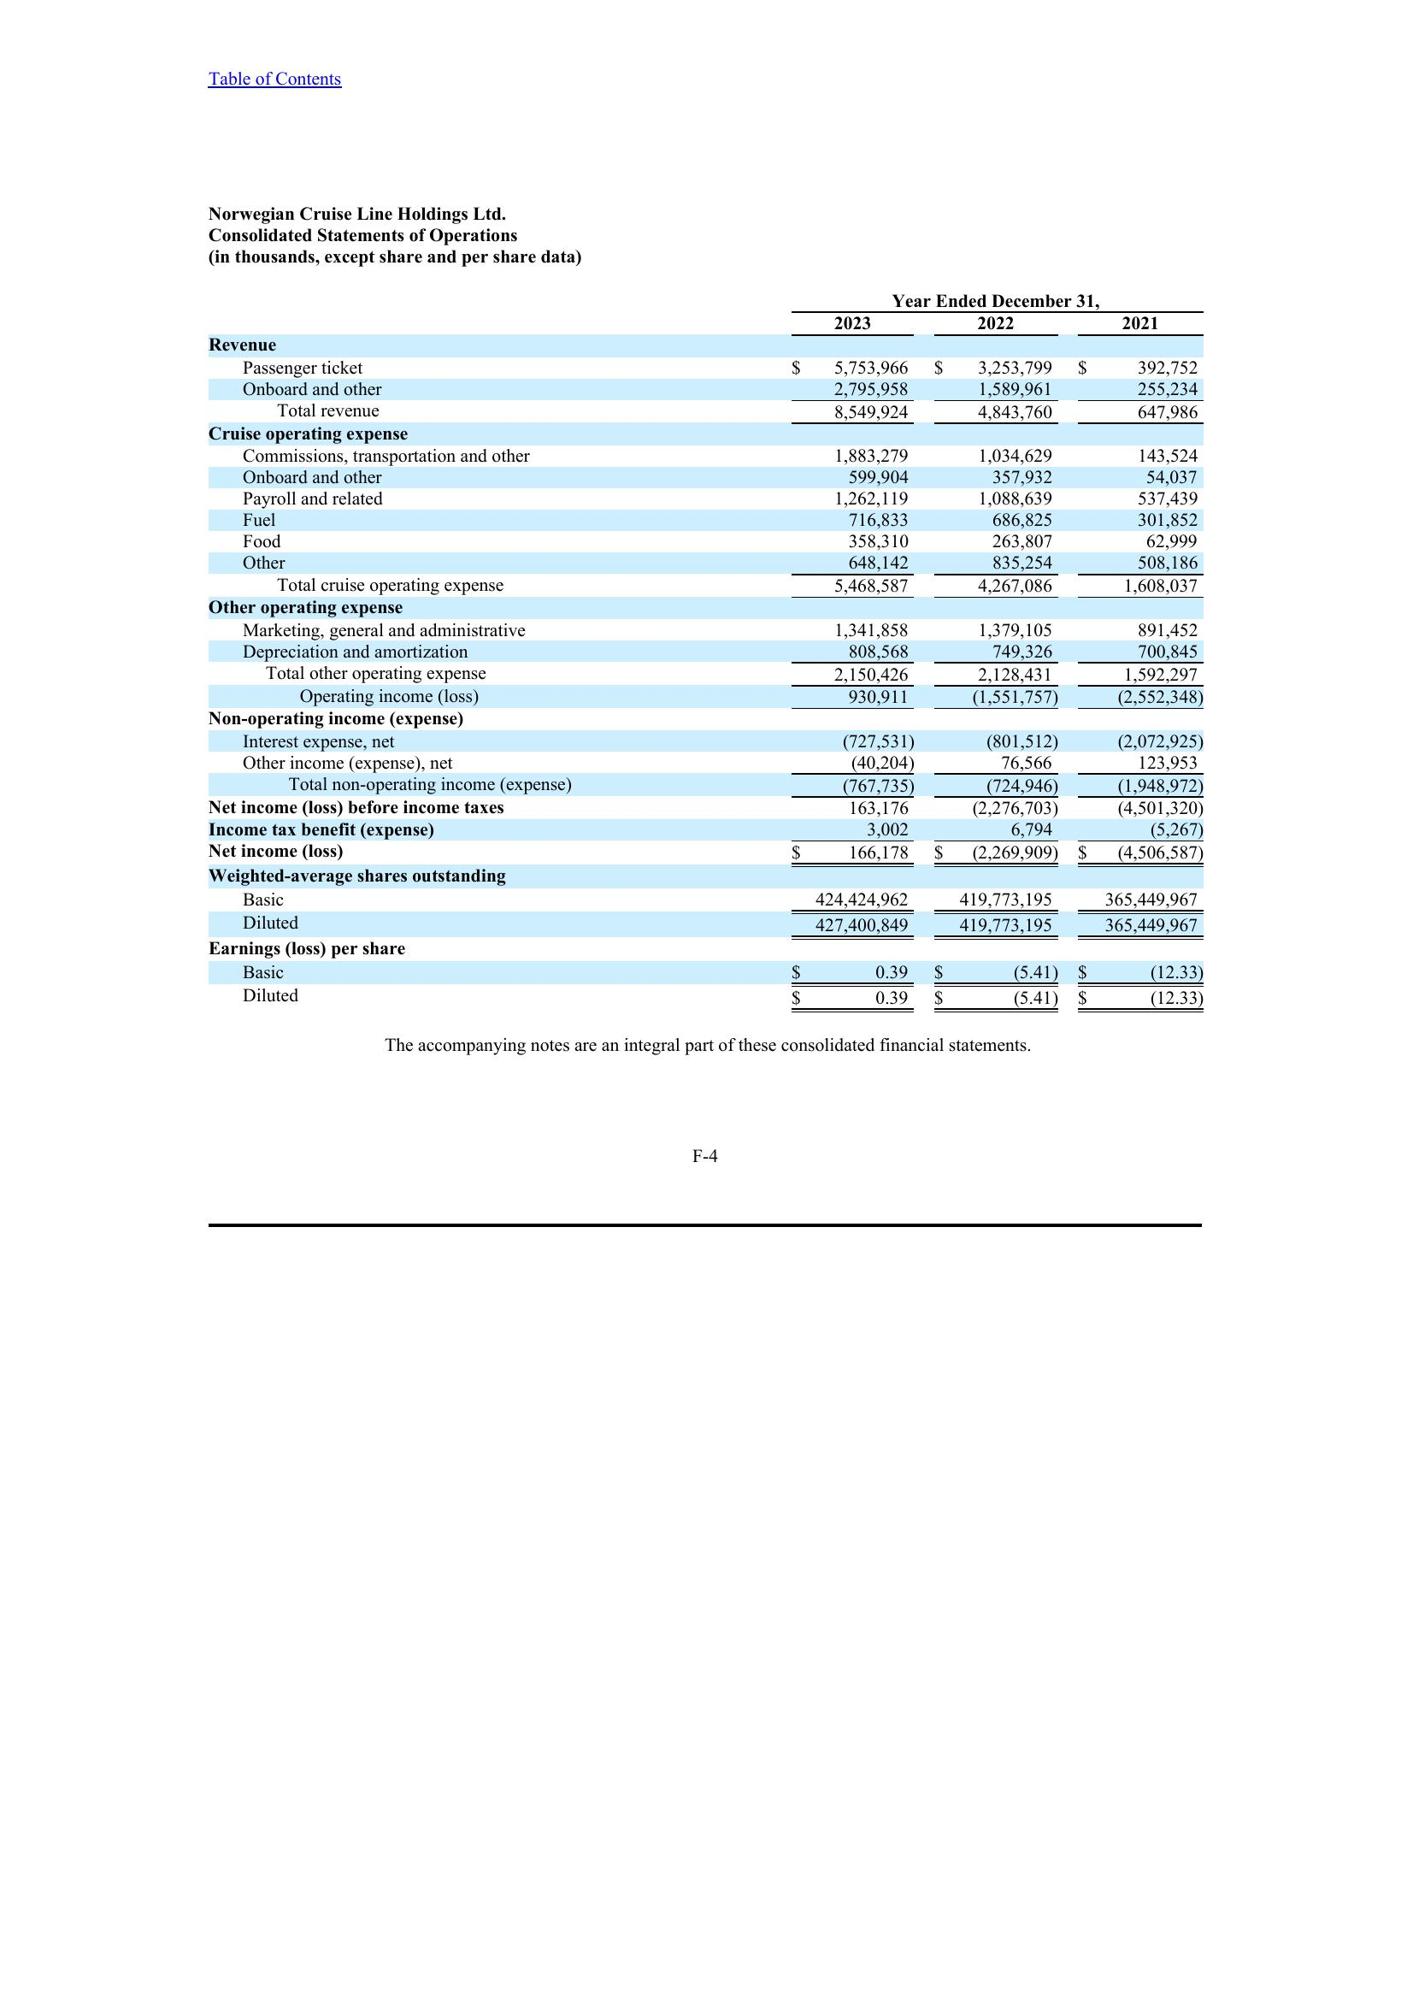 Table of Contents
Norwegian Cruise Line Holdings Ltd.
Consolidated Statements of Operations
(in thousands, except share and per share data)
Year Ended December 31,
2023 2022 2021
Revenue
Passenger ticket $ 5,753,966 $ 3,253,799 $ 392,752
Onboard and other 2,795,958 1,589,961 255,234
Total revenue 8,549,924 4,843,760 647,986
Cruise operating expense
Commissions, transportation and other 1,883,279 1,034,629 143,524
Onboard and other 599,904 357,932 54,037
Payroll and related 1,262,119 1,088,639 537,439
Fuel 716,833 686,825 301,852
Food 358,310 263,807 62,999
Other 648,142 835,254 508,186
Total cruise operating expense 5,468,587 4,267,086 1,608,037
Other operating expense
Marketing, general and administrative 1,341,858 1,379,105 891,452
Depreciation and amortization 808,568 749,326 700,845
Total other operating expense 2,150,426 2,128,431 1,592,297
Operating income (loss) 930,911 (1,551,757) (2,552,348)
Non-operating income (expense)
Interest expense, net (727,531) (801,512) (2,072,925)
Other income (expense), net (40,204) 76,566 123,953
Total non-operating income (expense) (767,735) (724,946) (1,948,972)
Net income (loss) before income taxes 163,176 (2,276,703) (4,501,320)
Income tax benefit (expense) 3,002 6,794 (5,267)
Net income (loss) $ 166,178 $ (2,269,909) $ (4,506,587)
Weighted-average shares outstanding
Basic 424,424,962 419,773,195 365,449,967
Diluted 427,400,849 419,773,195 365,449,967
Earnings (loss) per share
Basic $ 0.39 $ (5.41) $ (12.33)
Diluted $ 0.39 $ (5.41) $ (12.33)
The accompanying notes are an integral part of these consolidated financial statements.
F-4